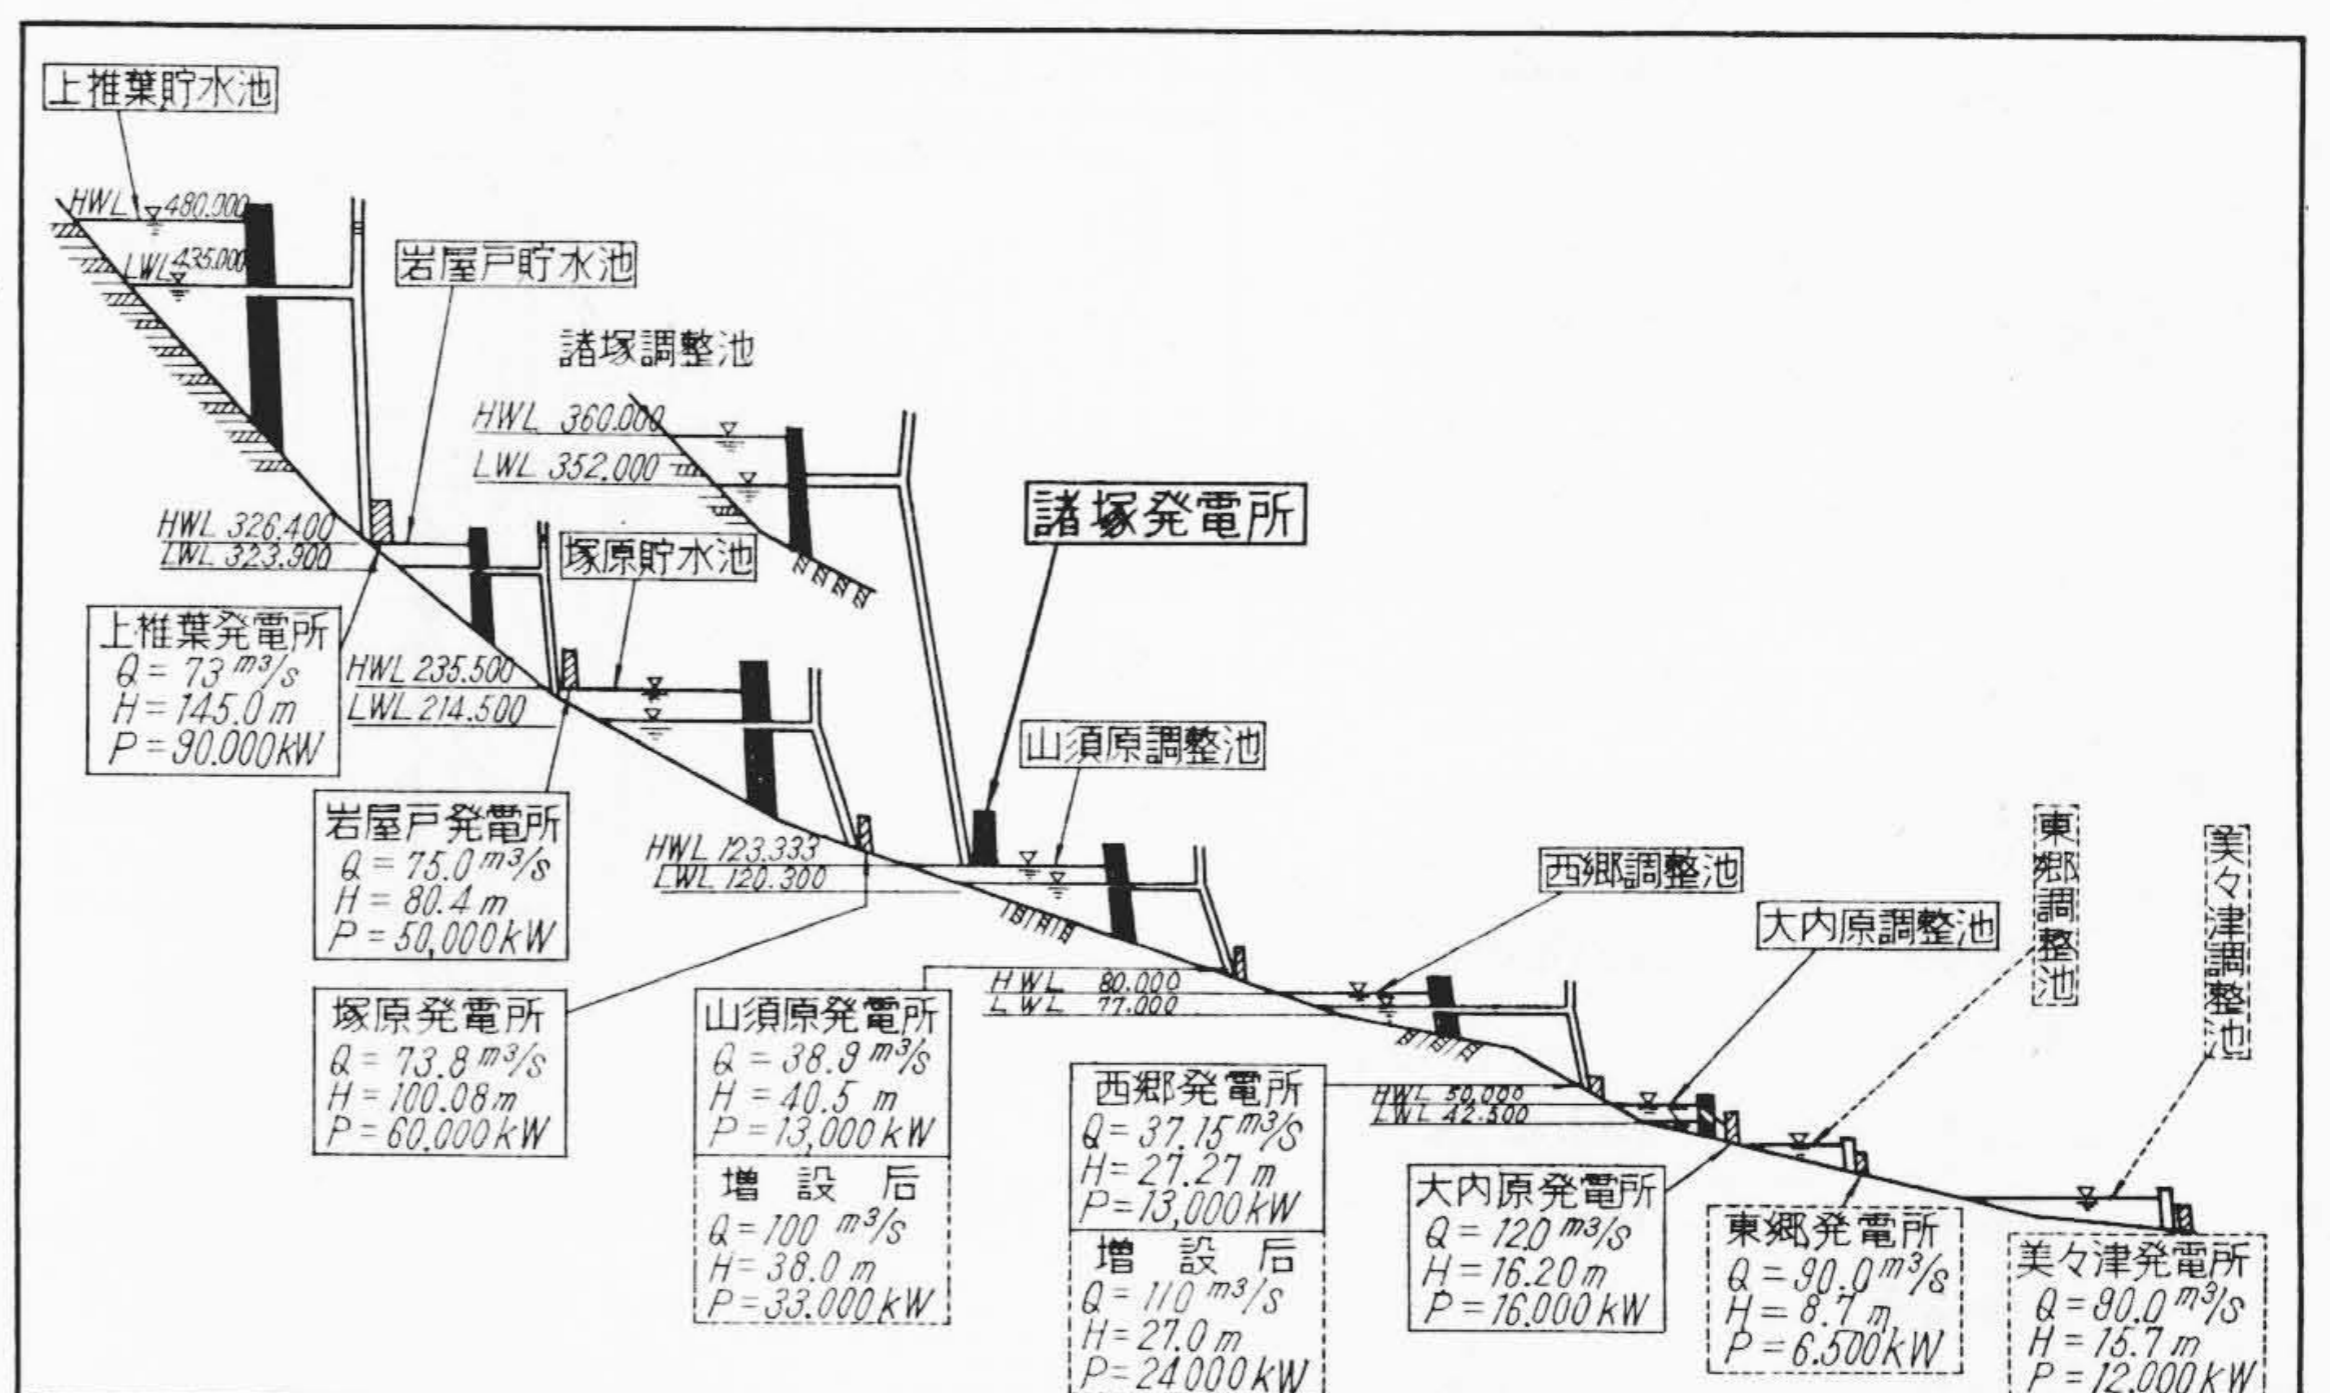 上椎葉貯水池
HWL 480.000
LWL 435.000
岩屋戸貯水池
諸塚調整池
HWL 360.000
LWL 352.000
諸塚発電所
HWL 326.400
LWL 323.900
塚原貯水池
上椎葉発電所
Q = 73 m³/s
H = 145.0 m
P = 90.000 kW
HWL 235.500
LWL 214.500
山須原調整池
岩屋戸発電所
Q = 75.0 m³/s
H = 80.4 m
P = 50,000 kW
HWL 123.333
LWL 120.300
西郷調整池
大内原調整池
東郷調整池
美々津調整池
HWL 80.000
LWL 77.000
塚原発電所
Q = 73.8 m³/s
H = 100.08 m
P = 60.000 kW
山須原発電所
Q = 38.9 m³/s
H = 40.5 m
P = 13,000 kW
増設后
Q = 100 m³/s
H = 38.0 m
P = 33.000 kW
西郷発電所
Q = 37.15 m³/s
H = 27.27 m
P = 13,000 kW
増設后
Q = 110 m³/s
H = 27.0 m
P = 24.000 kW
HWL 50,000
LWL 42.500
大内原発電所
Q = 120 m³/s
H = 16.20 m
P = 16.000 kW
東郷発電所
Q = 90.0 m³/s
H = 8.7 m
P = 6.500 kW
美々津発電所
Q = 90.0 m³/s
H = 15.7 m
P = 12.000 kW